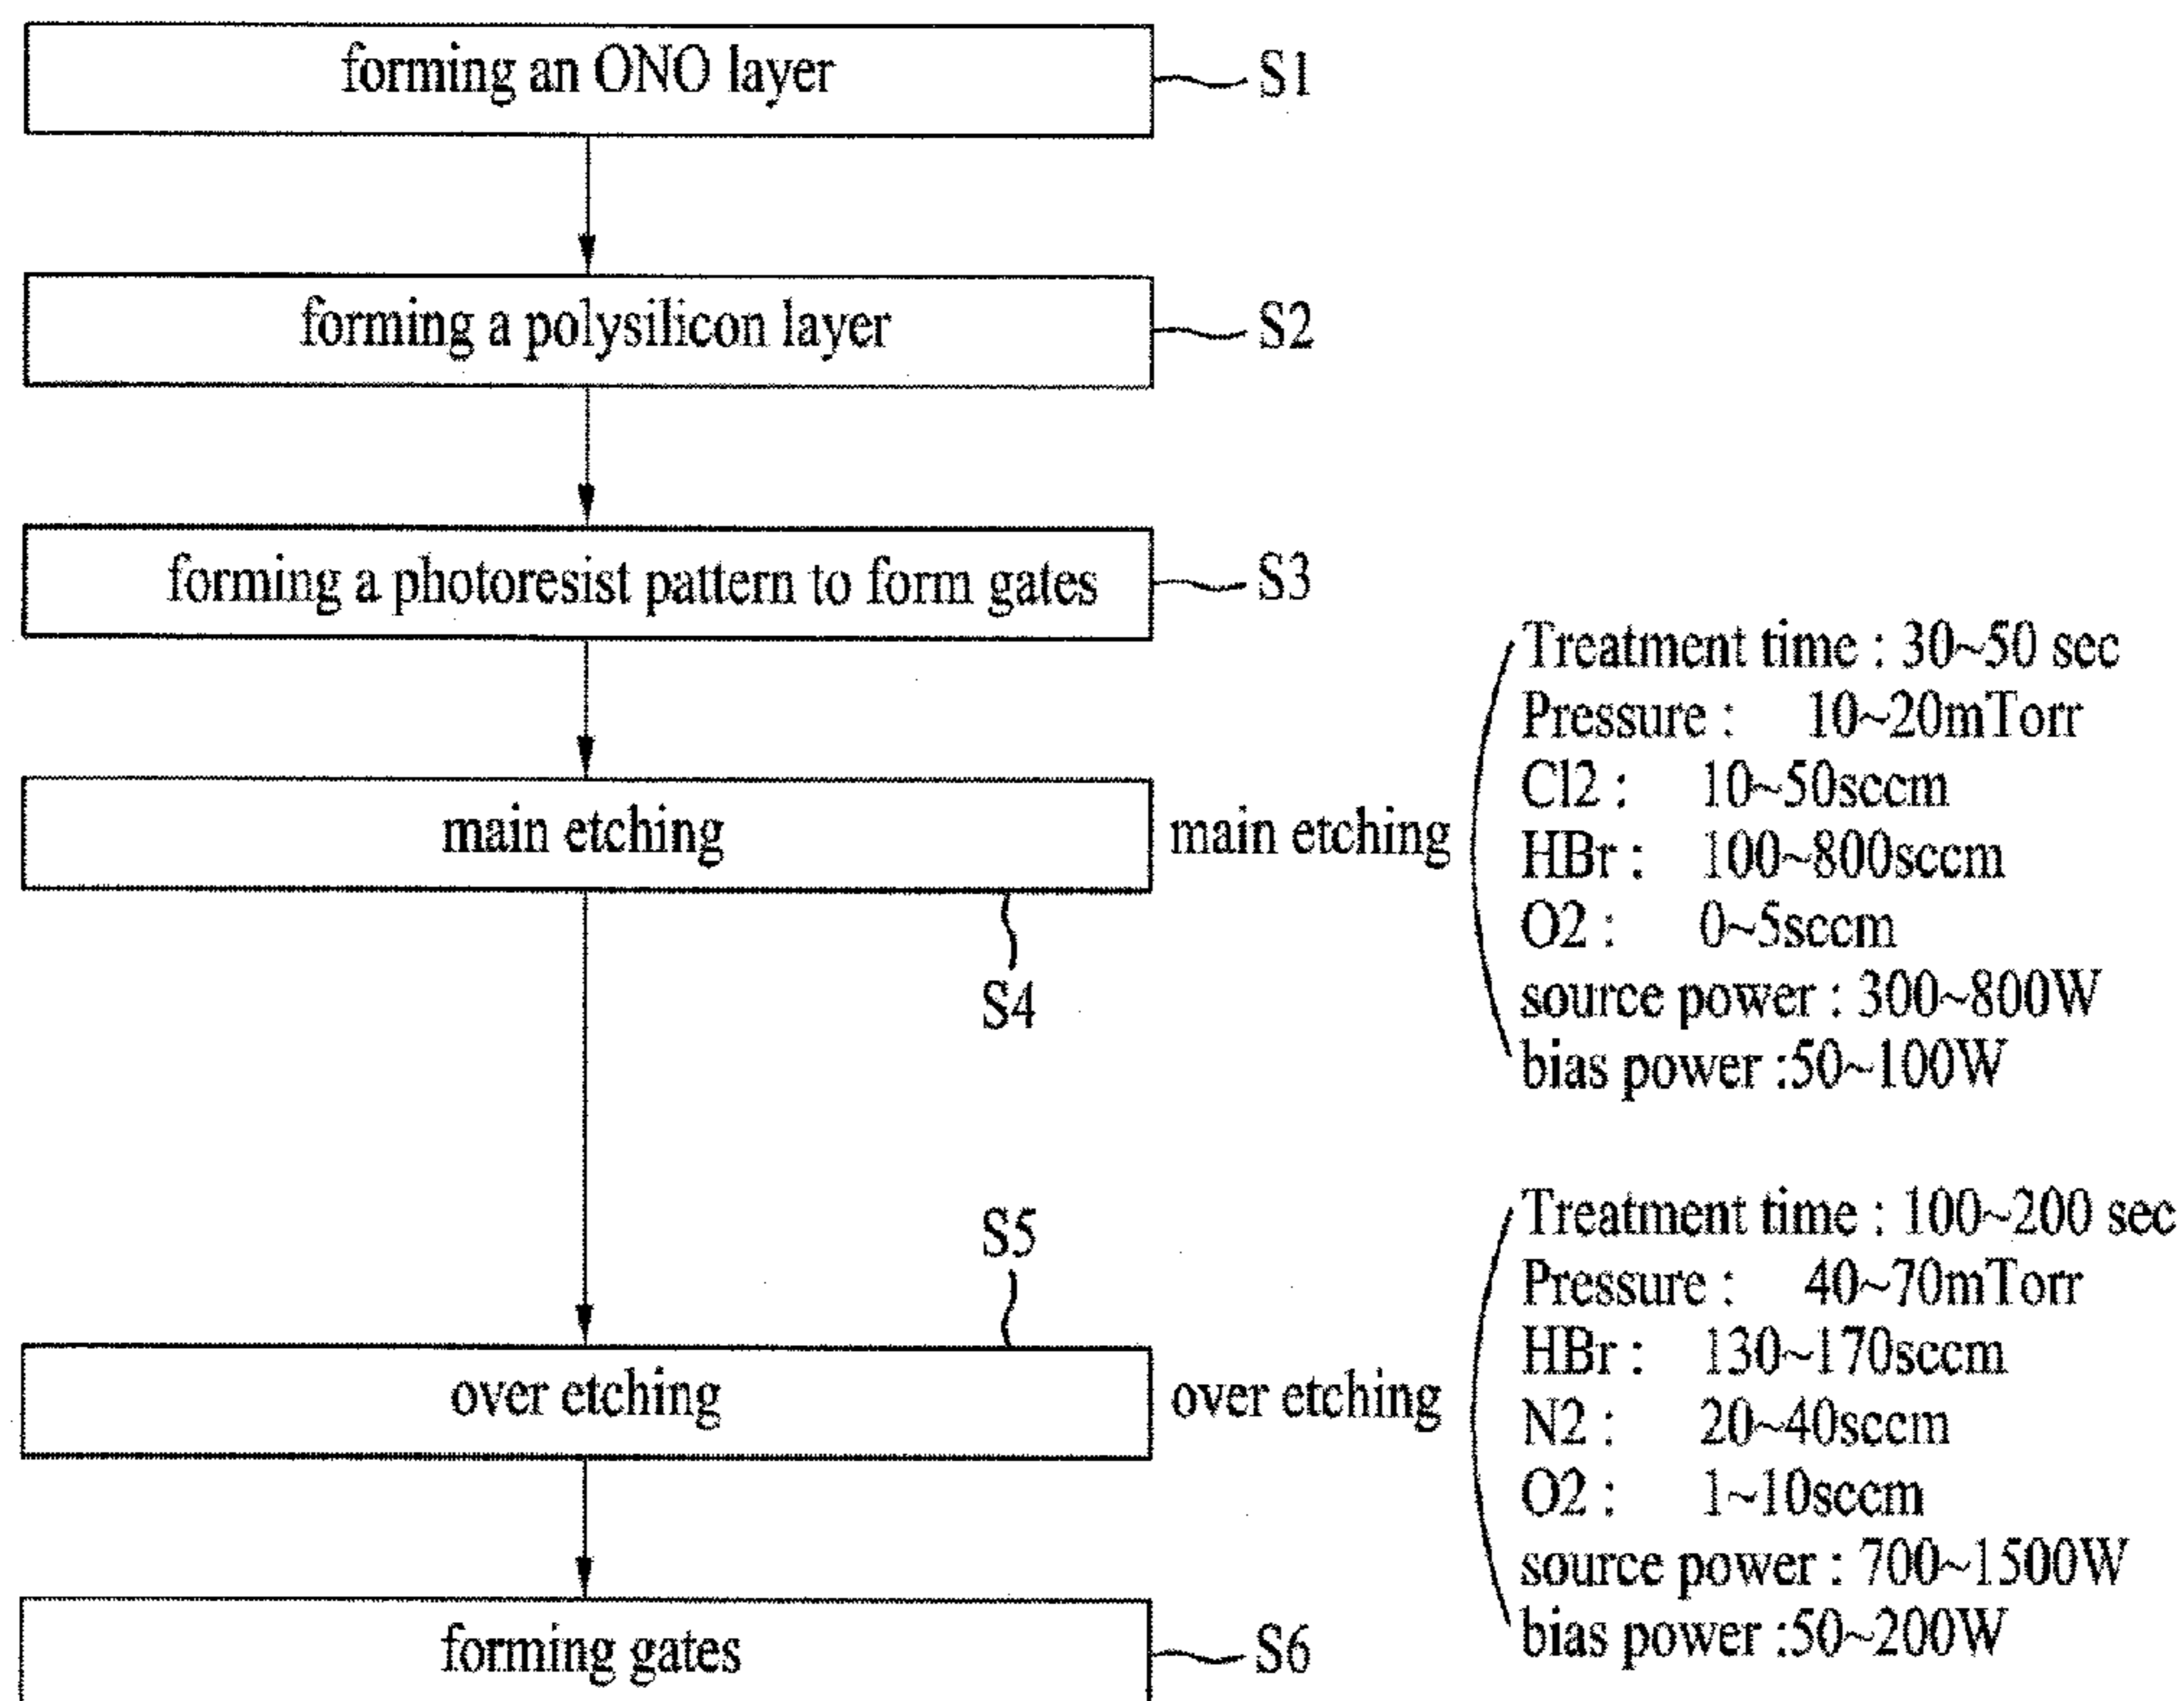 forming an ONO layer
S1
forming a polysilicon layer
S2
forming a photoresist pattern to form gates
S3
main etching
S4
main etching
Treatment time : 30~50 sec
Pressure : 10~20mTorr
Cl2 : 10~50sccm
HBr : 100~800sccm
O2 : 0~5sccm
source power : 300~800W
bias power :50~100W
S5
over etching
over etching
Treatment time : 100~200 sec
Pressure : 40~70mTorr
HBr : 130~170sccm
N2 : 20~40sccm
O2 : 1~10sccm
source power : 700~1500W
bias power :50~200W
forming gates
S6